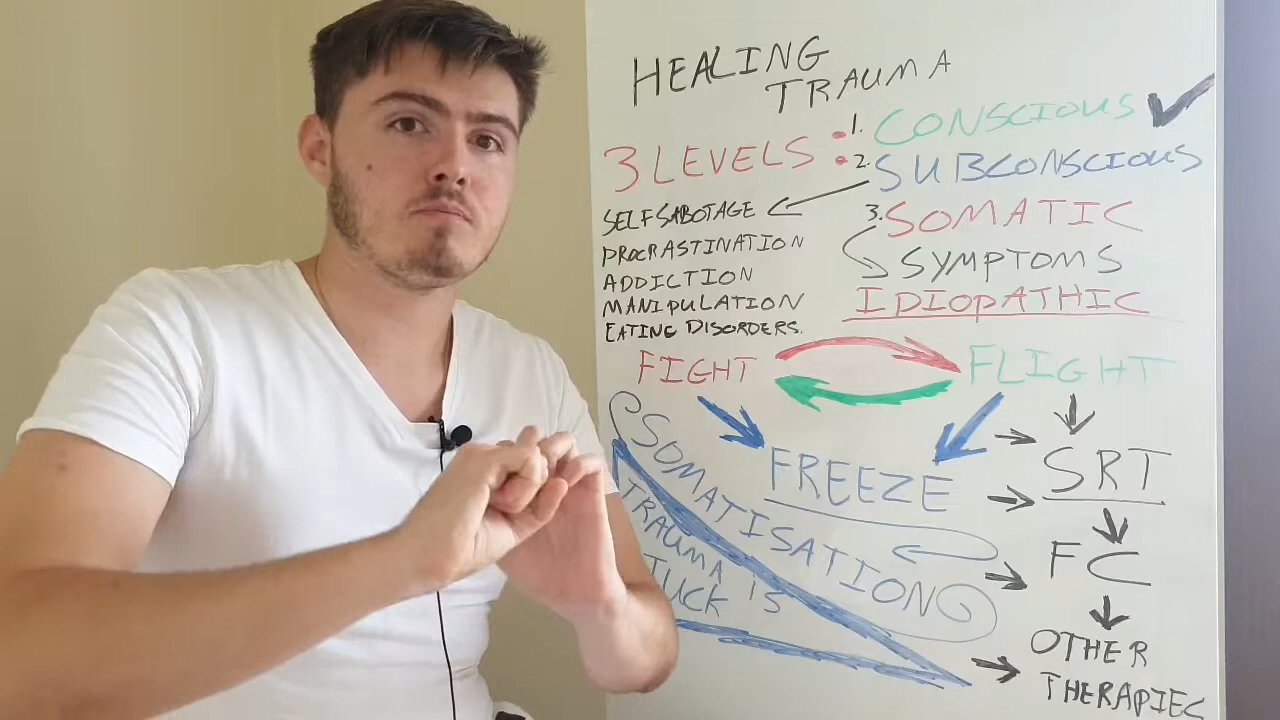 HEALING
TRAUMA
3 LEVELS
1. CONSCIOUS
2. SUBCONSCIOUS
3. SOMATIC
SYMPTOMS
IDIOPATHIC
SELF SABOTAGE
PROCRASTINATION
ADDICTION
MANIPULATION
EATING DISORDERS.
FIGHT
FLIGHT
FREEZE
SRT
FC
OTHER
THERAPIES
SOMATISATION
TRAUMA IS